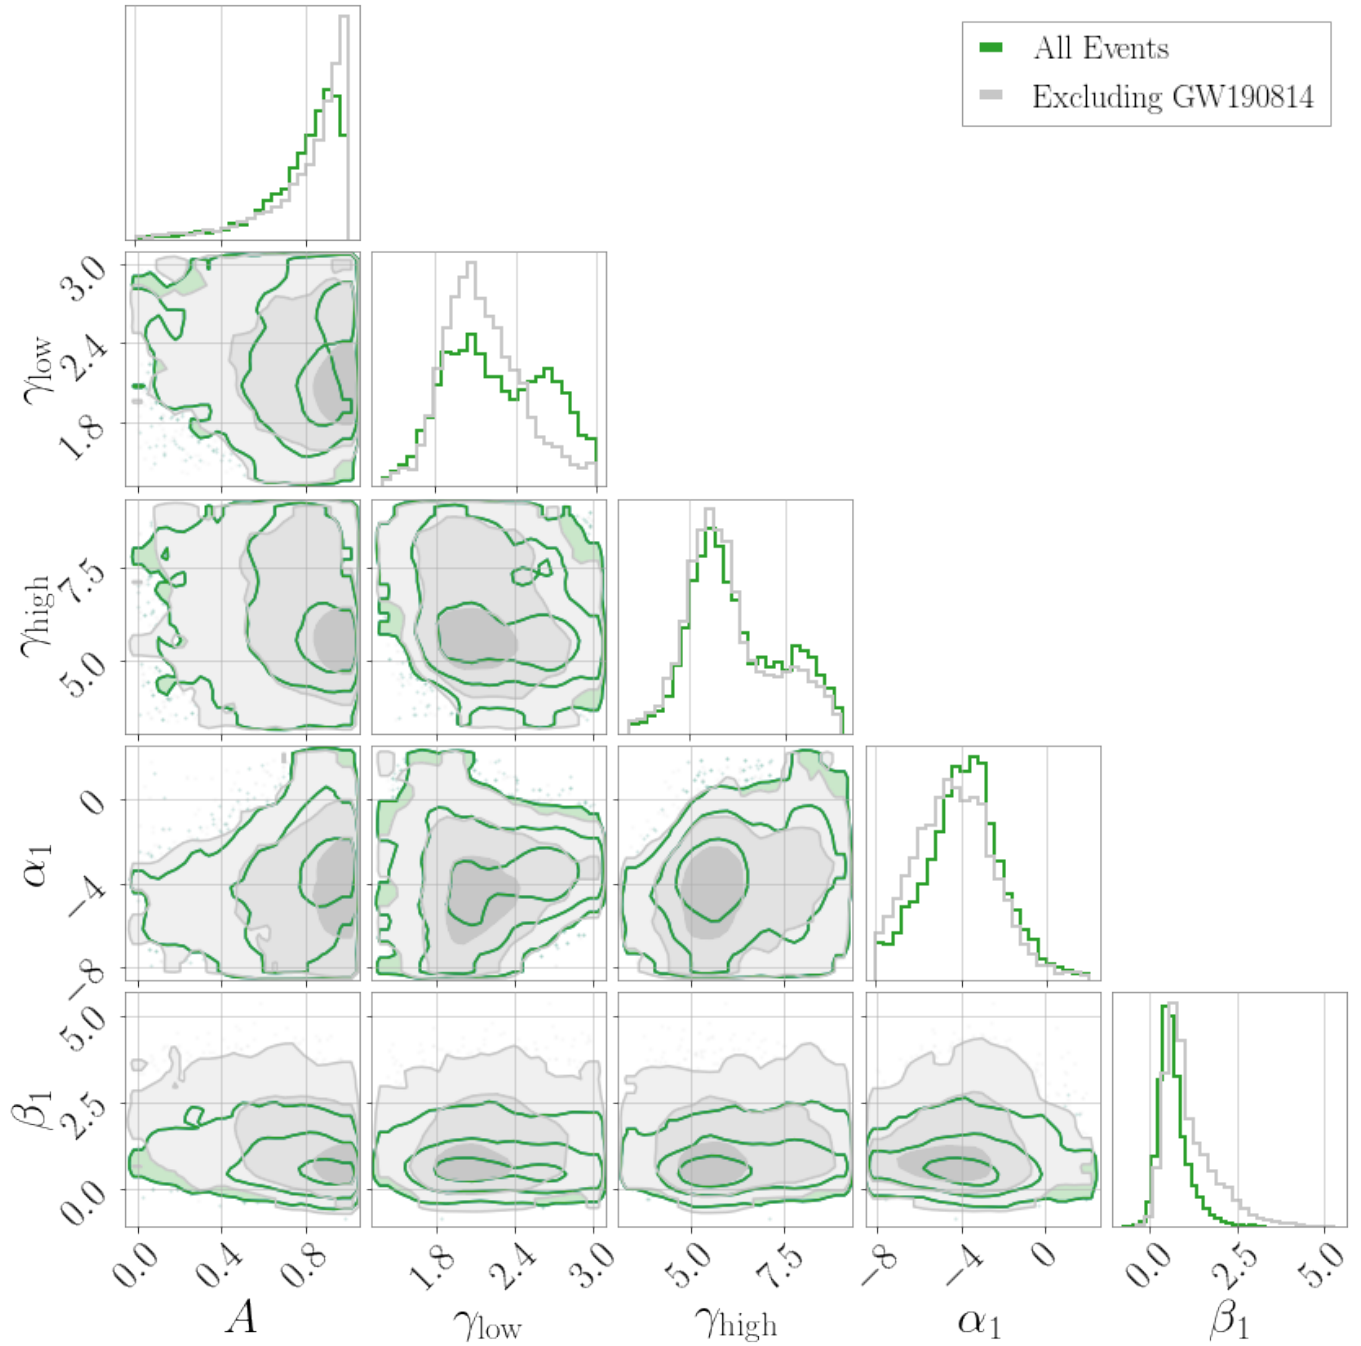 All Events
Excluding GW190814
γlow
3.0
2.4
1.8
γhigh
7.5
5.0
α1
0
−4
−8
β1
5.0
2.5
0.0
0.0 0.4 0.8 1.8 2.4 3.0 5.0 7.5 −8 −4 0 0.0 2.5 5.0
A γlow γhigh α1 β1